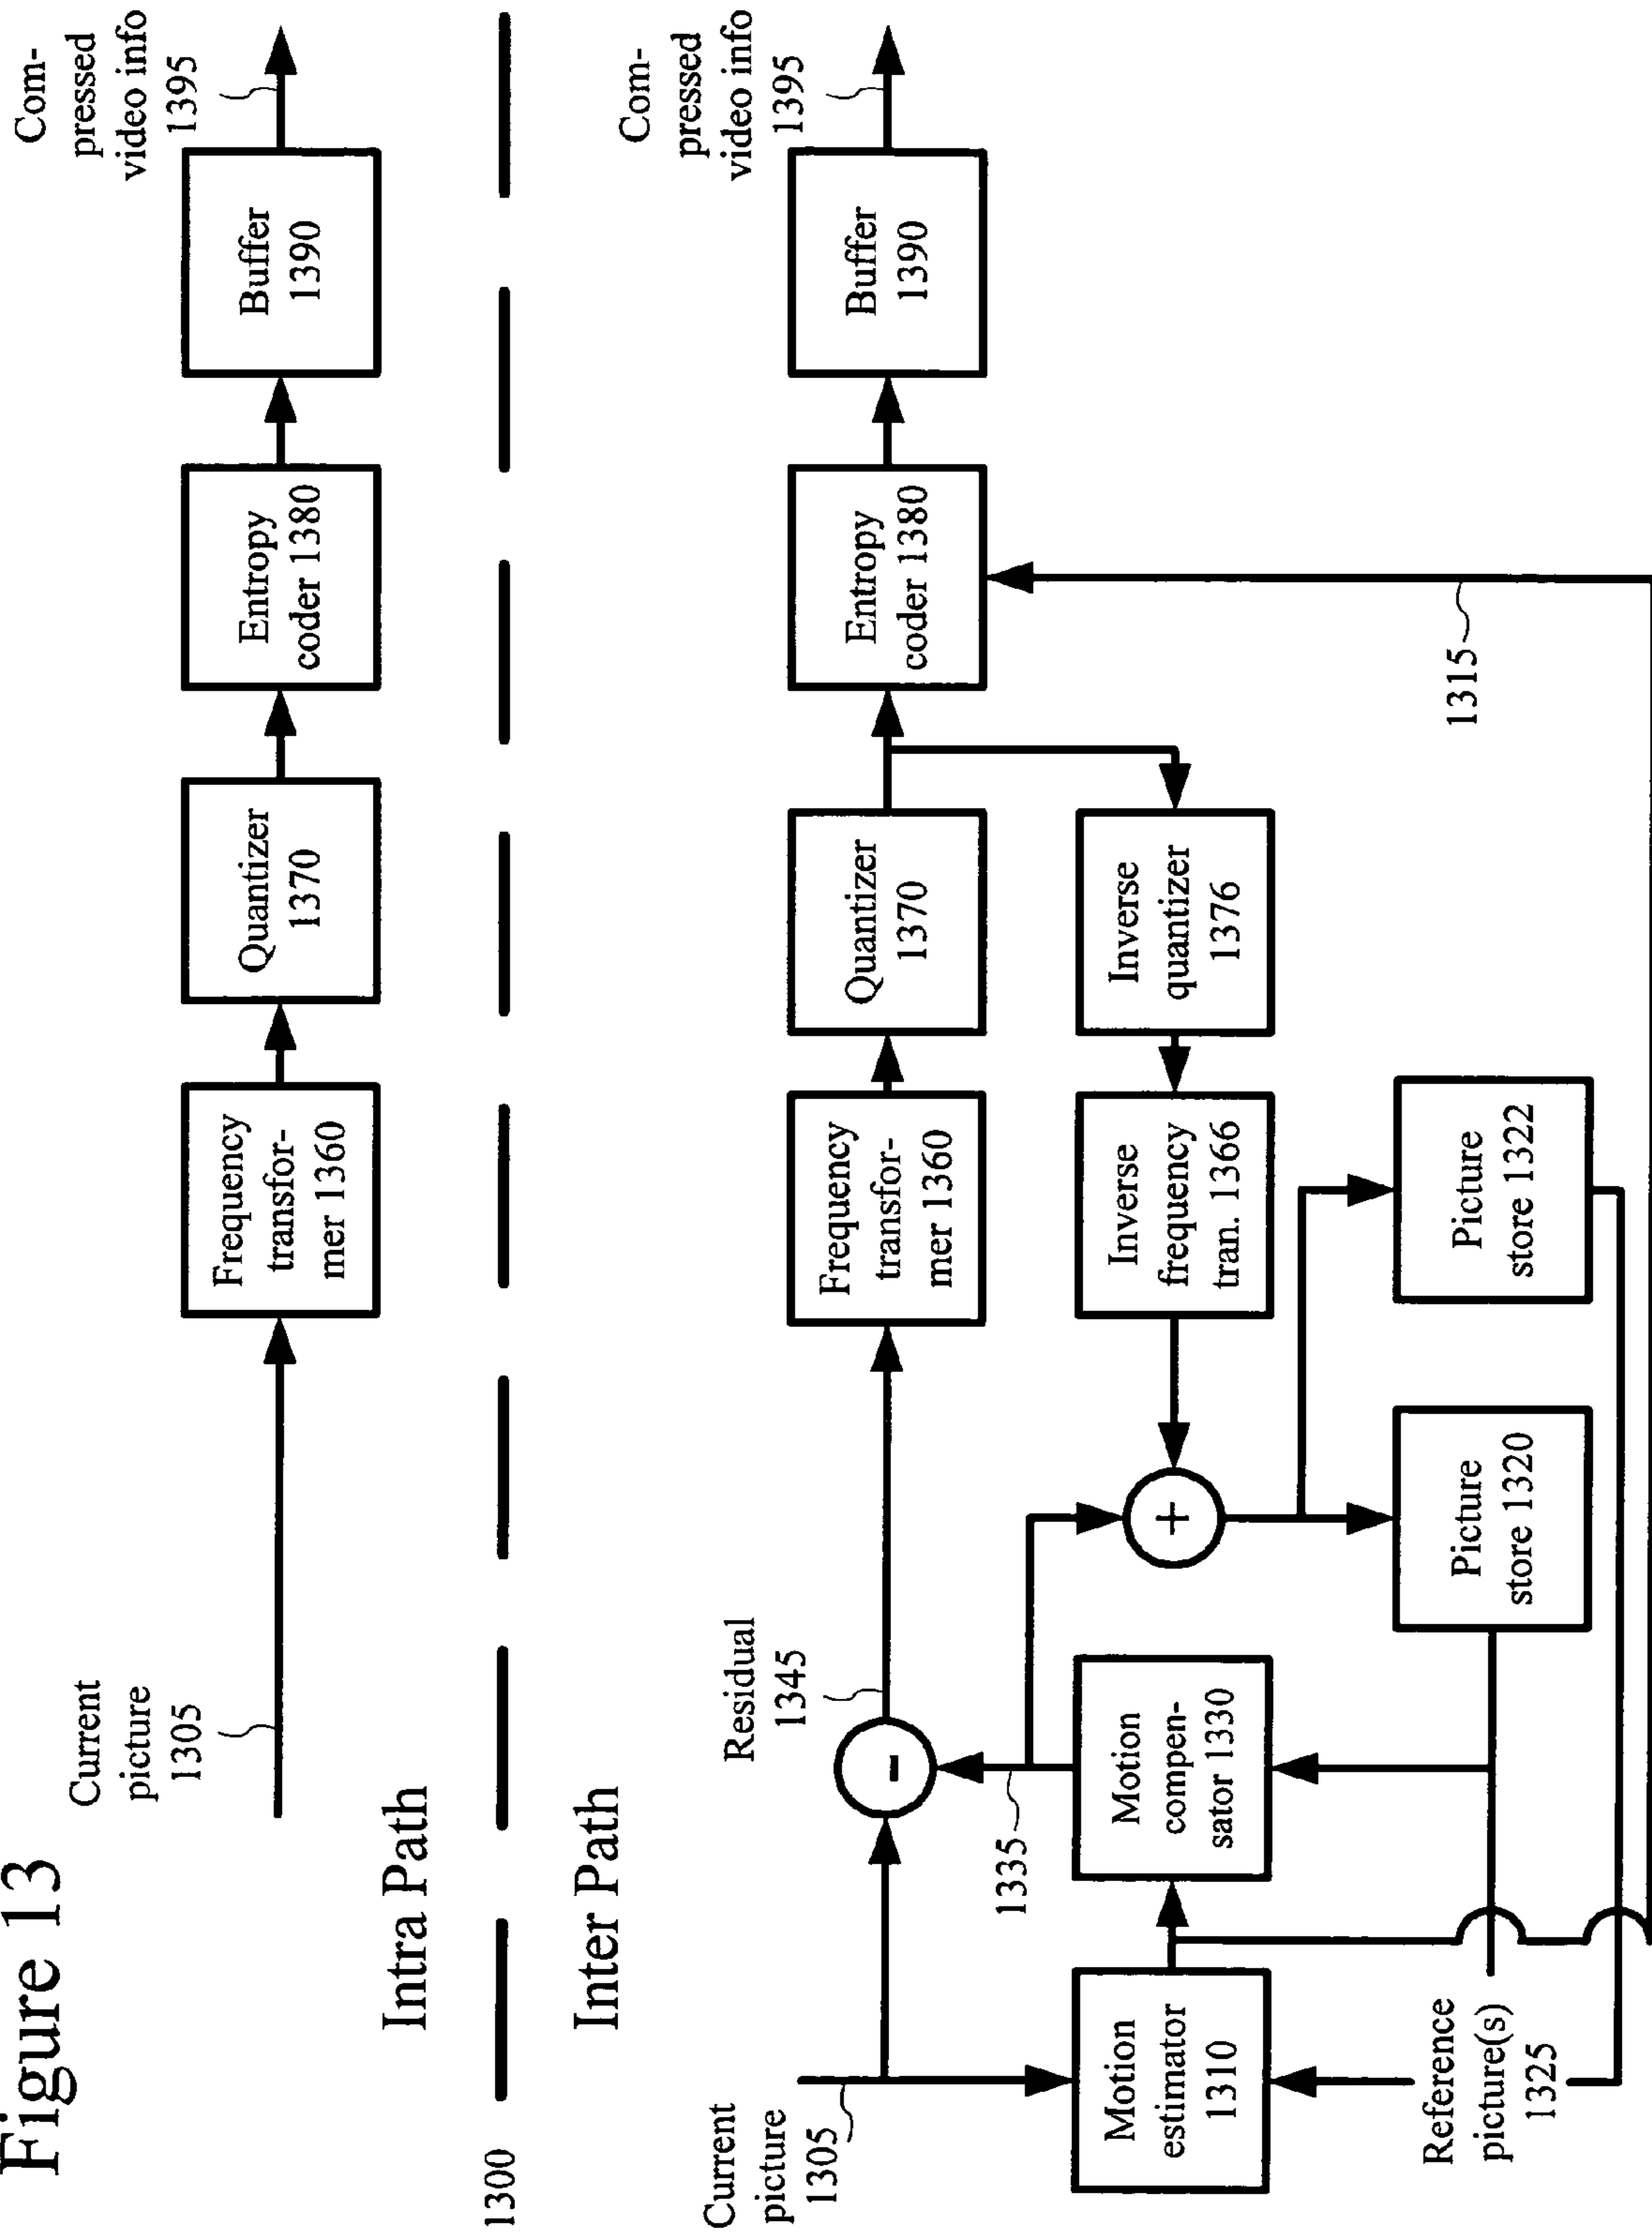 Figure 13
Current
picture
1305
Frequency
transfor-
mer 1360
Quantizer
1370
Entropy
coder 1380
Buffer
1390
Com-
pressed
video info
1395
Intra Path
1300
Inter Path
Current
picture
1305
Residual
1345
Frequency
transfor-
mer 1360
Quantizer
1370
Entropy
coder 1380
Buffer
1390
Com-
pressed
video info
1395
-
1335
Motion
estimator
1310
Motion
compen-
sator 1330
+
Inverse
frequency
tran. 1366
Inverse
quantizer
1376
Reference
picture(s)
1325
Picture
store 1320
Picture
store 1322
1315